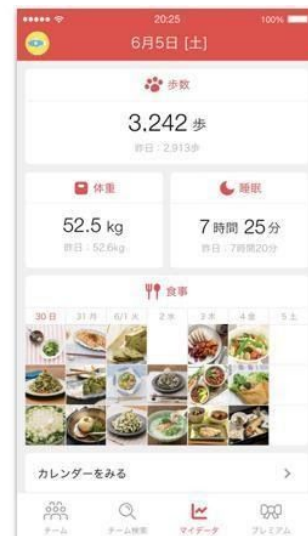 20:25 100%
6月5日 [土]
歩数
3,242 歩
昨日：2,913歩
体重
睡眠
52.5 kg
7時間 25分
昨日：52.6kg
昨日：7時間20分
食事
30日 31月 6/1火 2水 3木 4金 5土
カレンダーをみる
チーム チーム検索 マイデータ プレミアム